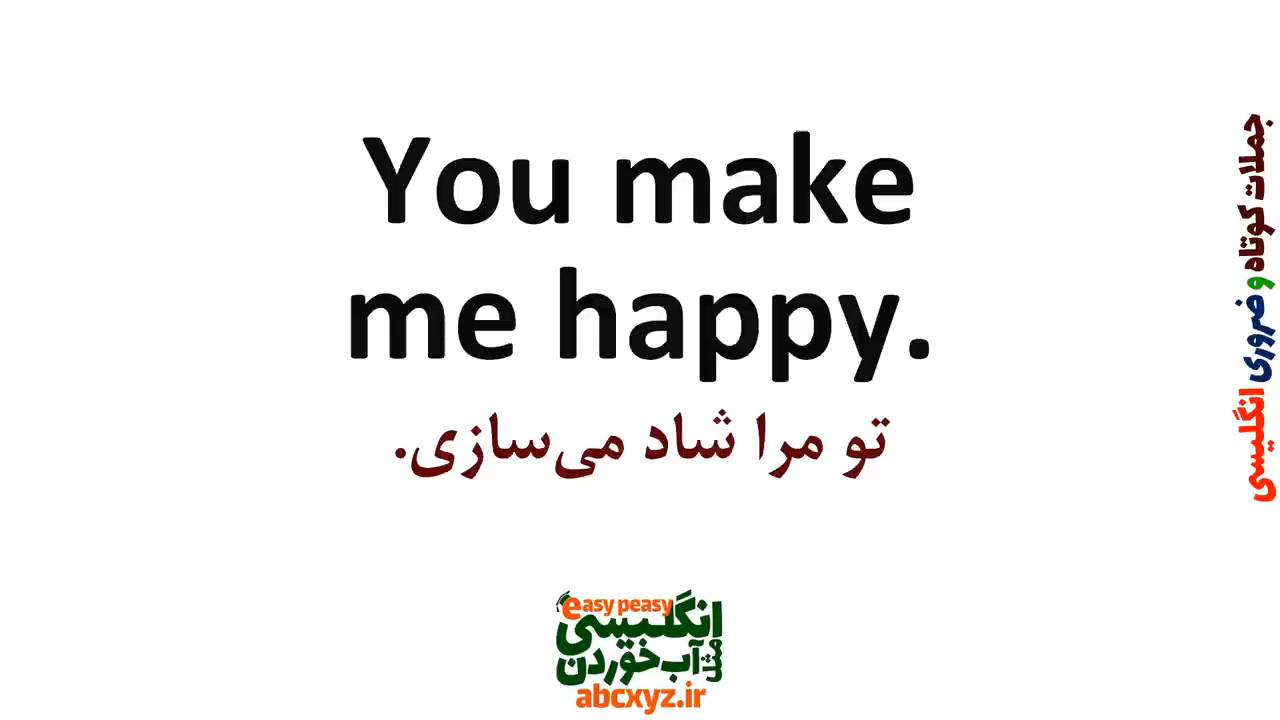 You make
me happy.
تو مرا شاد می‌سازی.
جملات کوتاه و ضروری انگلیسی
easy peasy
انگلیسی
مثل آب خوردن
abcxyz.ir